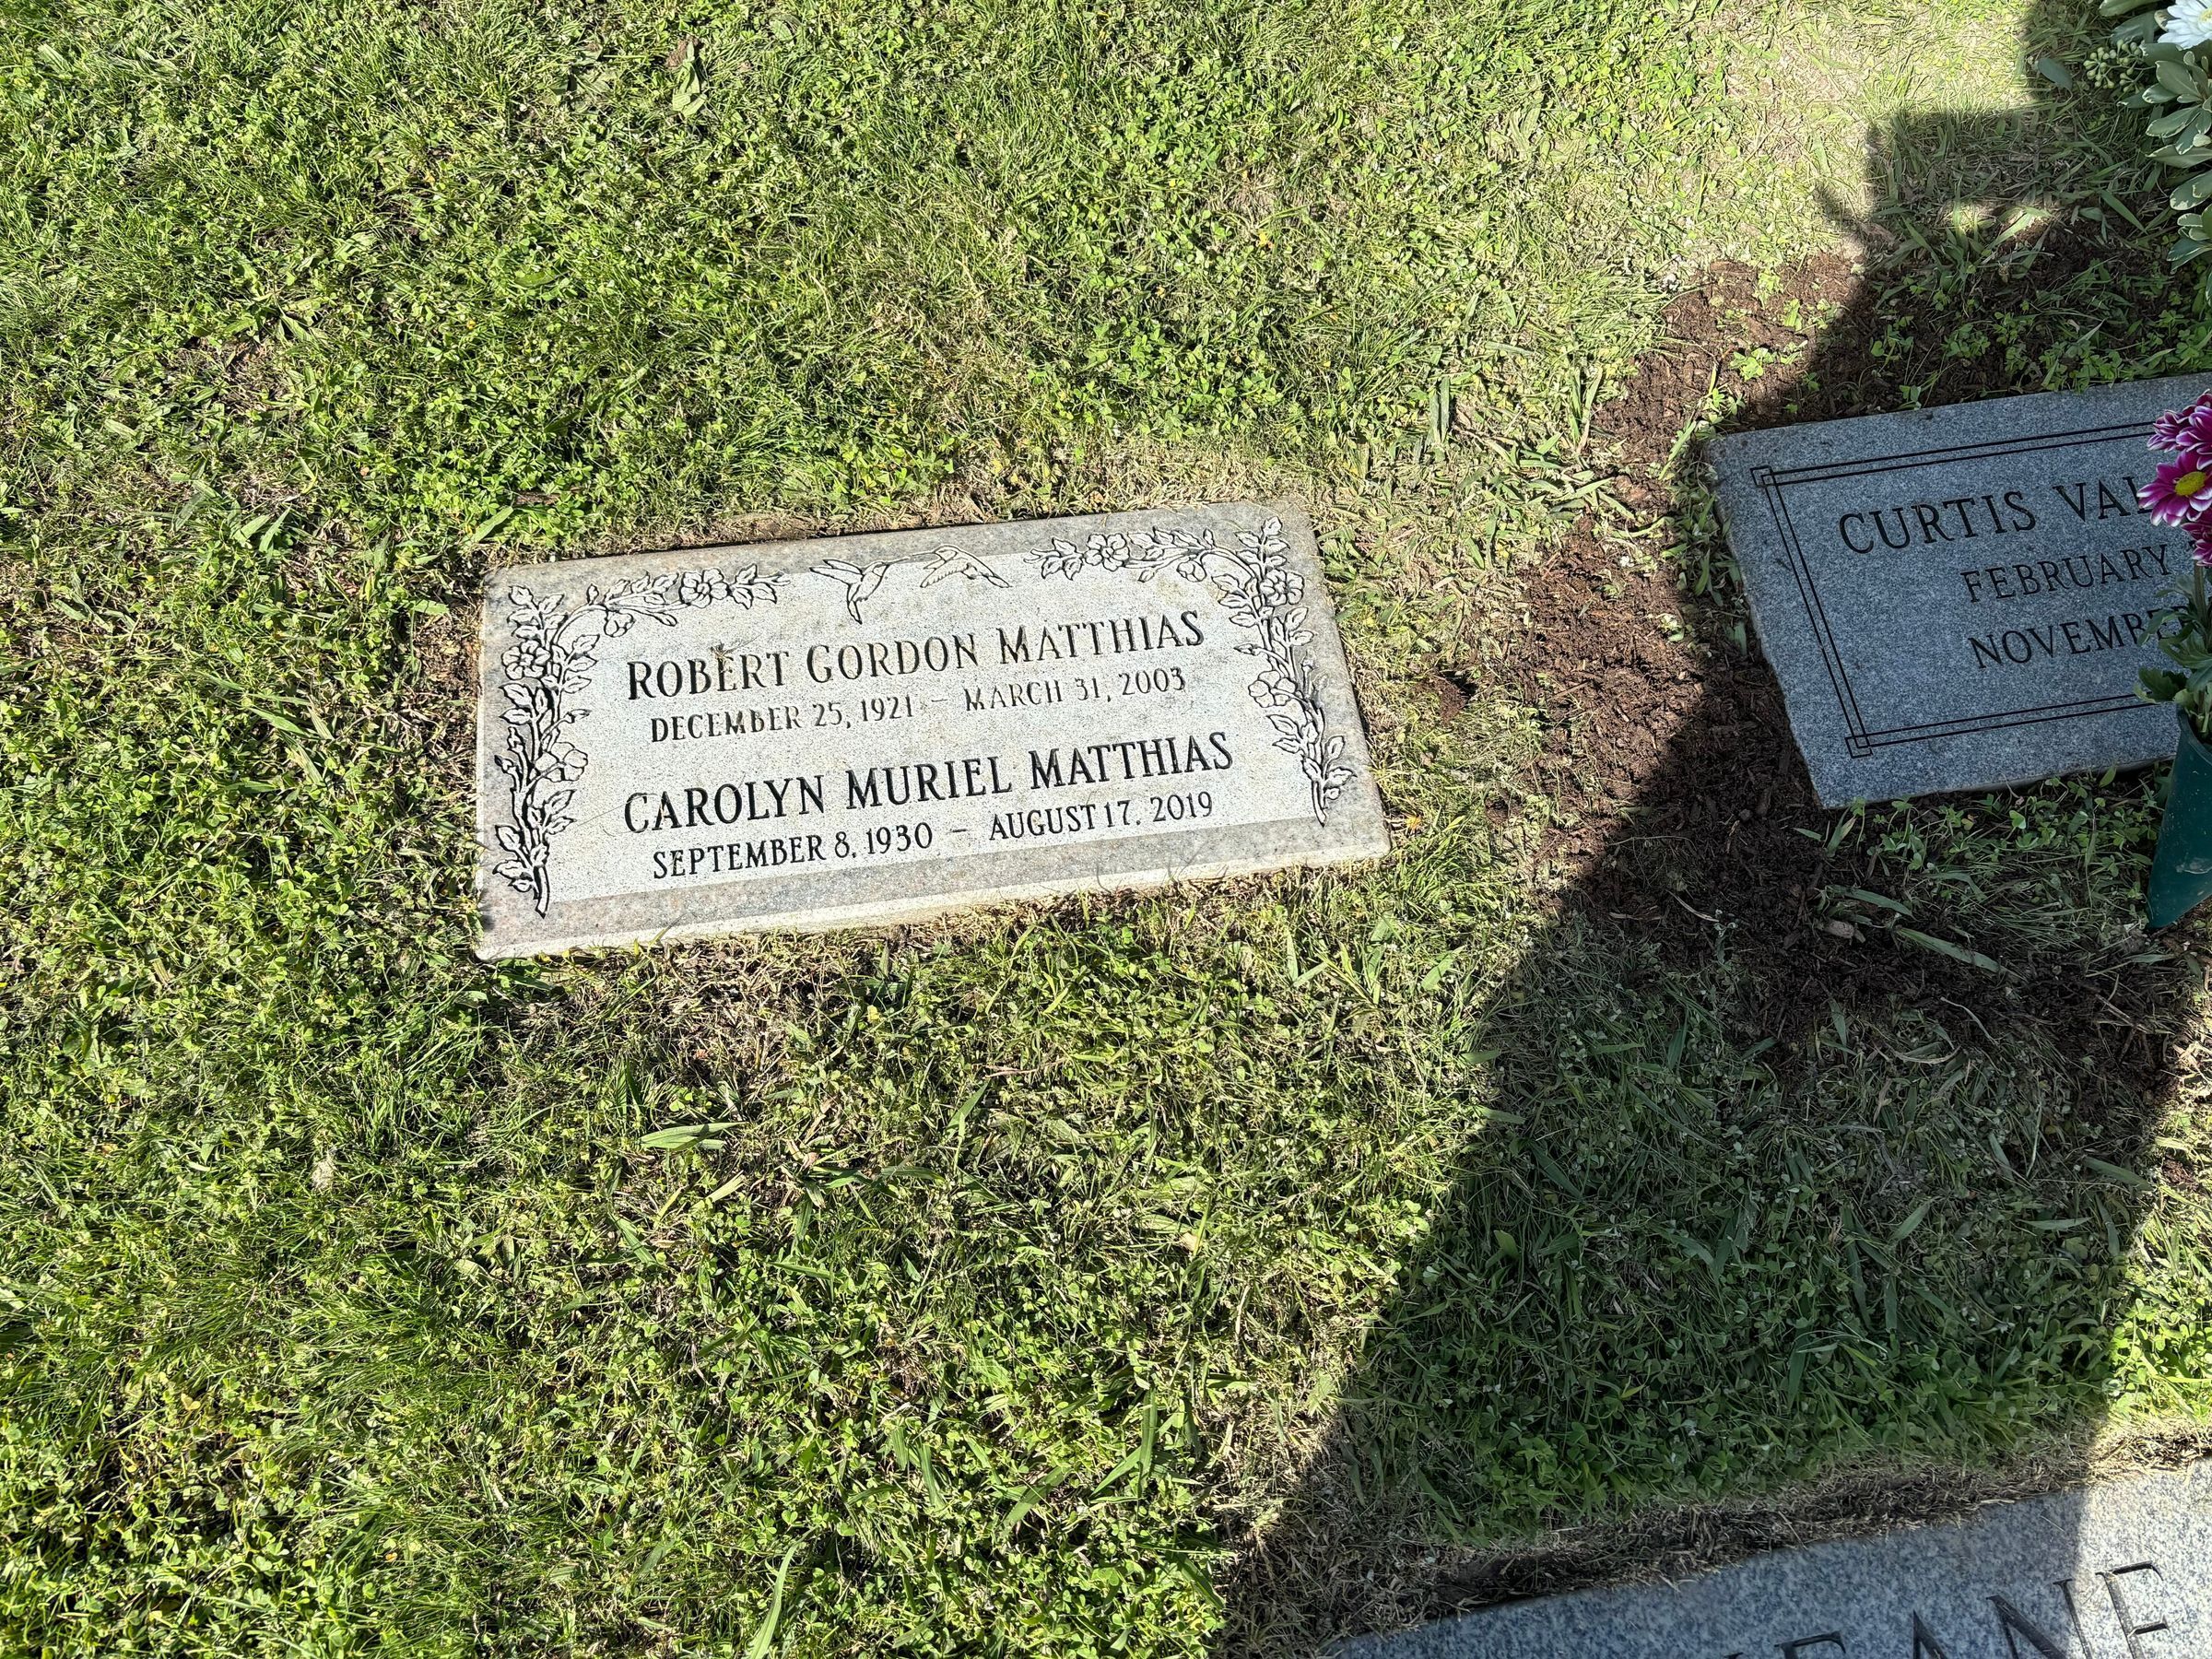 ROBERT GORDON MATTHIAS
DECEMBER 25, 1921 – MARCH 31, 2003
CAROLYN MURIEL MATTHIAS
SEPTEMBER 8, 1930 – AUGUST 17, 2019
CURTIS
FEBRUARY
NOVEMBER